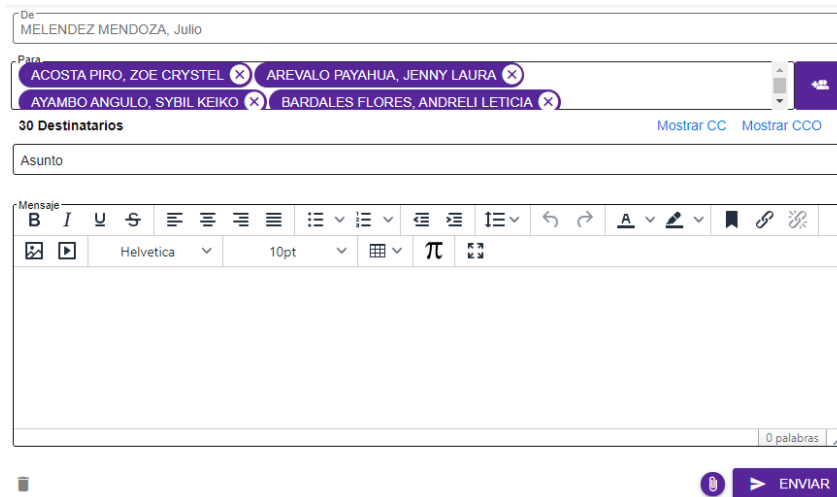 De
MELENDEZ MENDOZA, Julio
Para
ACOSTA PIRO, ZOE CRYSTEL AREVALO PAYAHUA, JENNY LAURA
AYAMBO ANGULO, SYBIL KEIKO BARDALES FLORES, ANDRELI LETICIA
30 Destinatarios Mostrar CC Mostrar CCO
Asunto
Mensaje
B I U S A
Helvetica 10pt π
0 palabras
ENVIAR